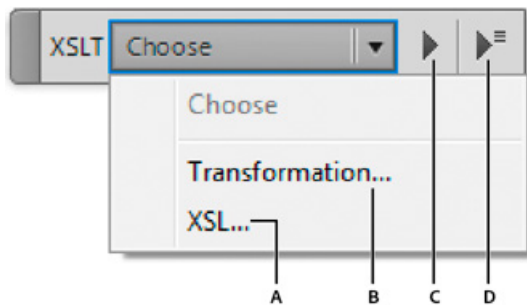 XSLT Choose
Choose
Transformation...
XSL...
A B C D